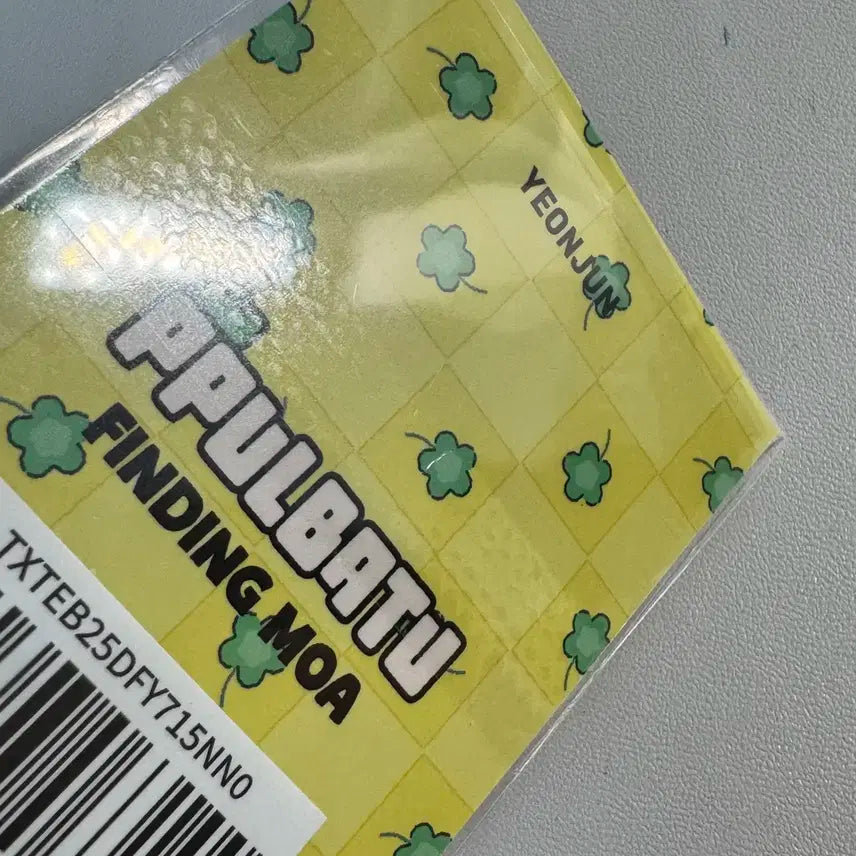 YEONJUN
PPULBATU
FINDING MOA
TXTEB25DFY715NN0